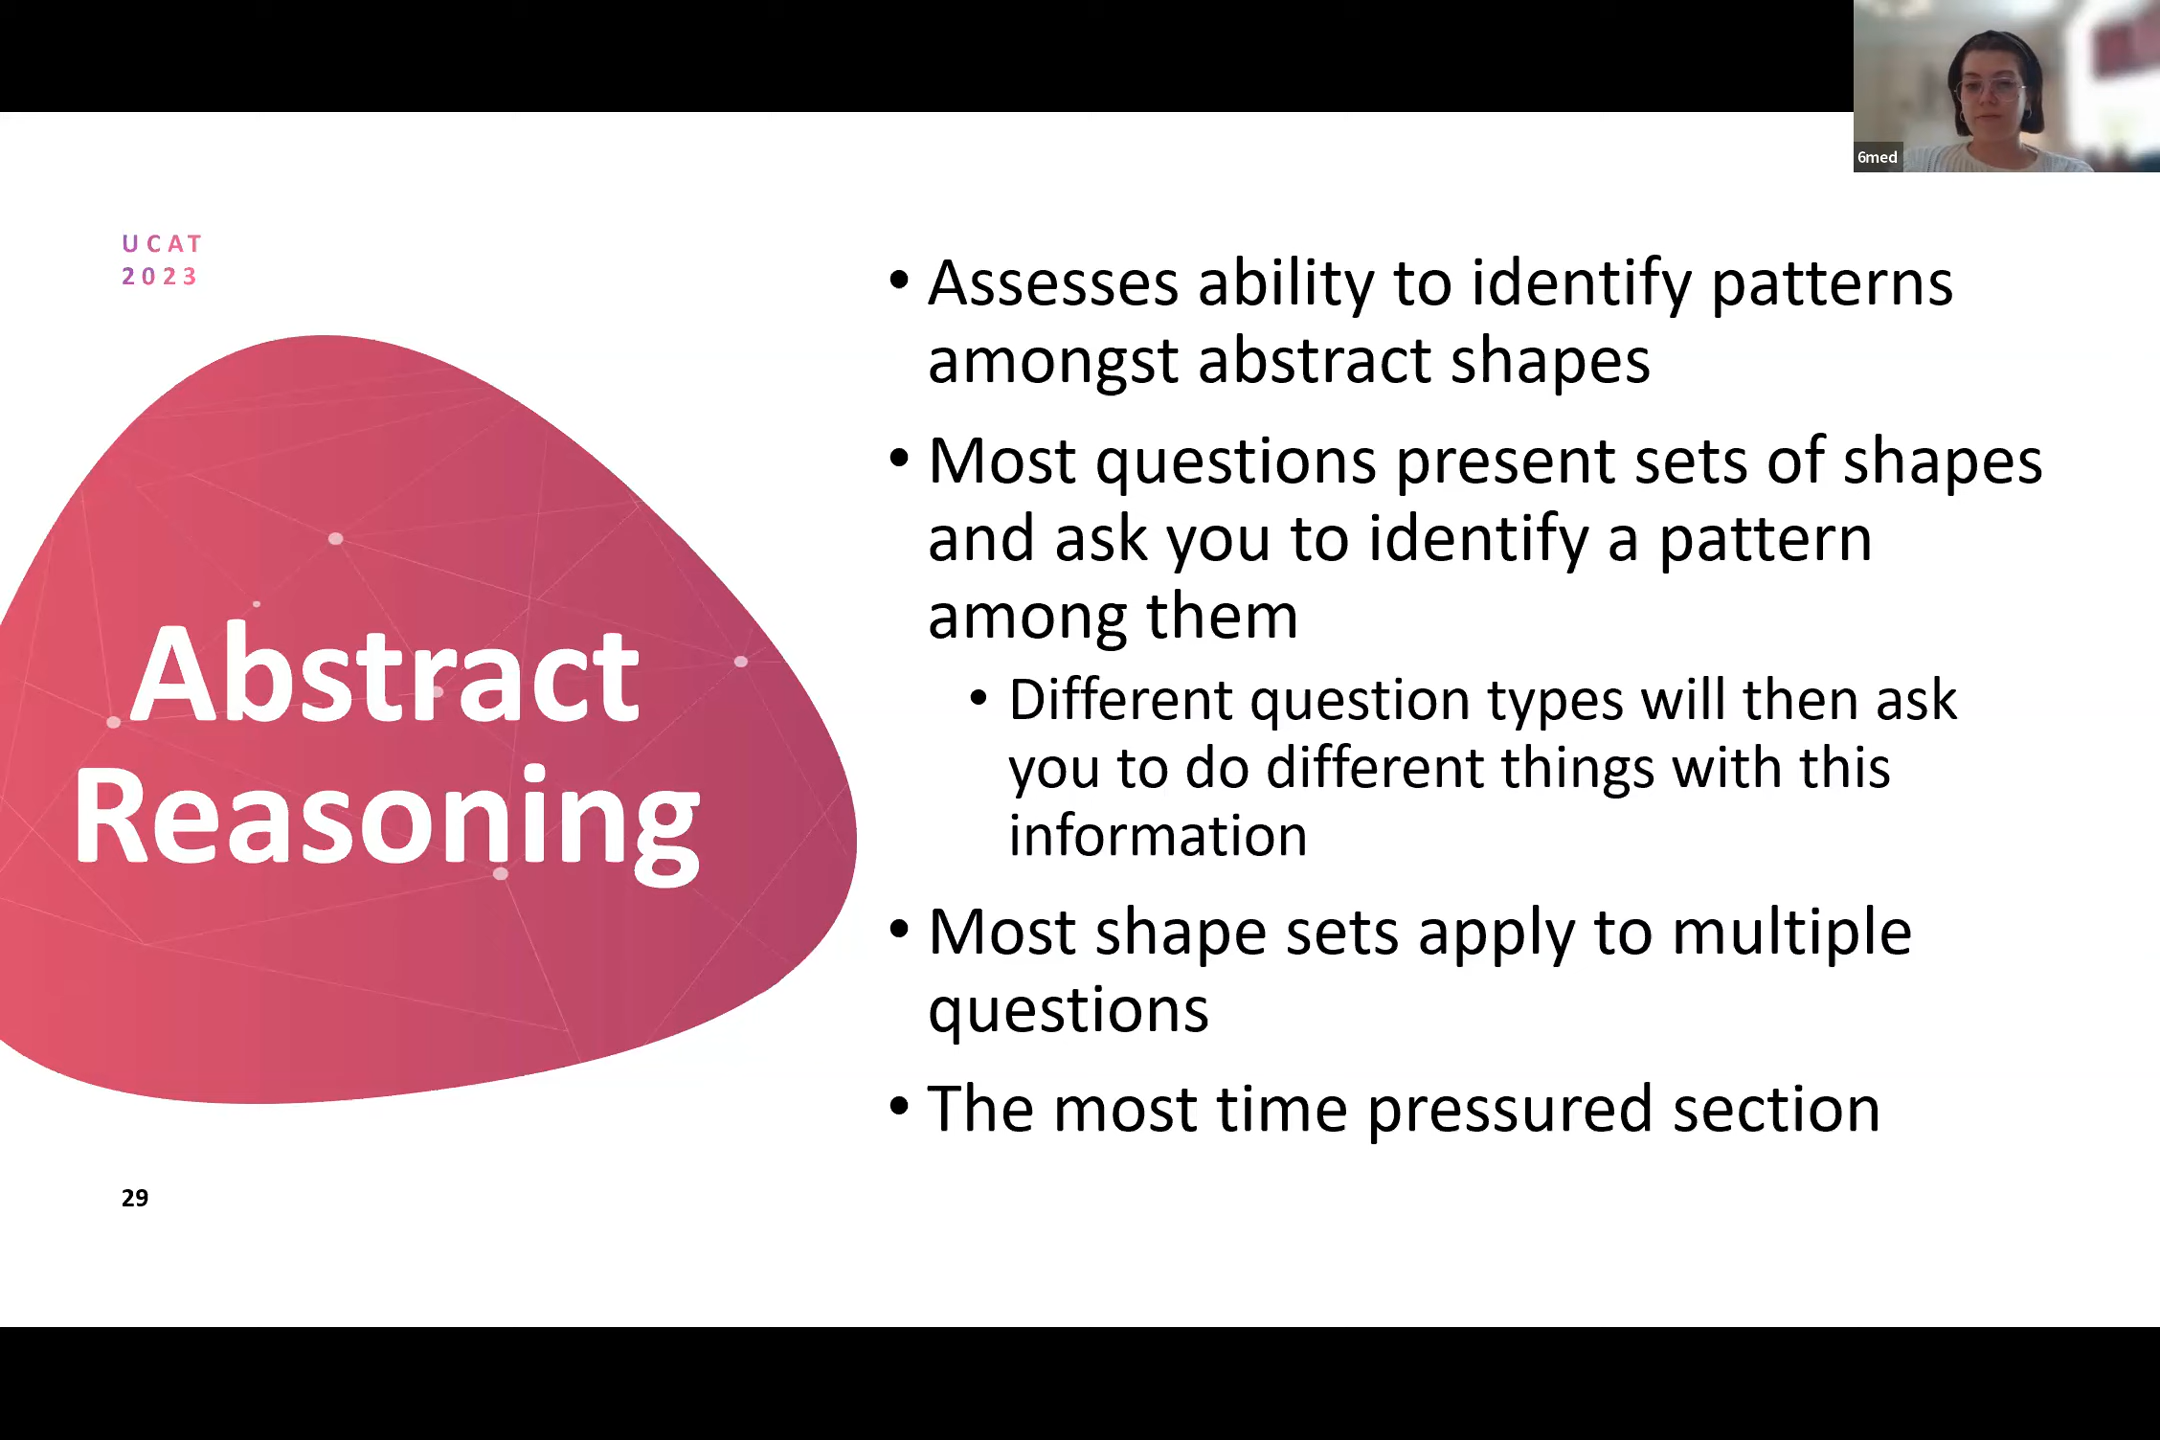 6med
UCAT
2023
Abstract
Reasoning
• Assesses ability to identify patterns
amongst abstract shapes
• Most questions present sets of shapes
and ask you to identify a pattern
among them
• Different question types will then ask
you to do different things with this
information
• Most shape sets apply to multiple
questions
• The most time pressured section
29